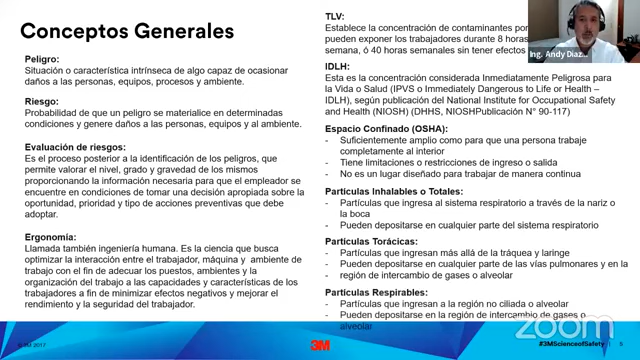 Conceptos Generales
Peligro:
Situación o característica intrínseca de algo capaz de ocasionar
daños a las personas, equipos, procesos y ambiente.
Riesgo:
Probabilidad de que un peligro se materialice en determinadas
condiciones y genere daños a las personas, equipos y al ambiente.
Evaluación de riesgos:
Es el proceso posterior a la identificación de los peligros, que
permite valorar el nivel, grado y gravedad de los mismos
proporcionando la información necesaria para que el empleador se
encuentre en condiciones de tomar una decisión apropiada sobre la
oportunidad, prioridad y tipo de acciones preventivas que debe
adoptar.
Ergonomía:
Llamada también ingeniería humana. Es la ciencia que busca
optimizar la interacción entre el trabajador, máquina y ambiente de
trabajo con el fin de adecuar los puestos, ambientes y la
organización del trabajo a las capacidades y características de los
trabajadores a fin de minimizar efectos negativos y mejorar el
rendimiento y la seguridad del trabajador.
TLV:
Establece la concentración de contaminantes por
pueden exponer los trabajadores durante 8 horas
semana, ó 40 horas semanales sin tener efectos
IDLH:
Esta es la concentración considerada Inmediatamente Peligrosa para
la Vida o Salud (IPVS o Immediately Dangerous to Life or Health –
IDLH), según publicación del National Institute for Occupational Safety
and Health (NIOSH) (DHHS, NIOSHPublicación N° 90-117)
Espacio Confinado (OSHA):
- Suficientemente amplio como para que una persona trabaje
completamente al interior
- Tiene limitaciones o restricciones de ingreso o salida
- No es un lugar diseñado para trabajar de manera continua
Partículas Inhalables o Totales:
- Partículas que ingresa al sistema respiratorio a través de la nariz o
la boca
- Pueden depositarse en cualquier parte del sistema respiratorio
Partículas Torácicas:
- Partículas que ingresan más allá de la tráquea y laringe
- Pueden depositarse en cualquier parte de las vías pulmonares y en la
- región de intercambio de gases o alveolar
Partículas Respirables:
- Partículas que ingresan a la región no ciliada o alveolar
- Pueden depositarse en la región de intercambio de gases o
alveolar
Ing. Andy Diaz...
© 3M 2017
3M
zoom
#3MScienceofSafety
5